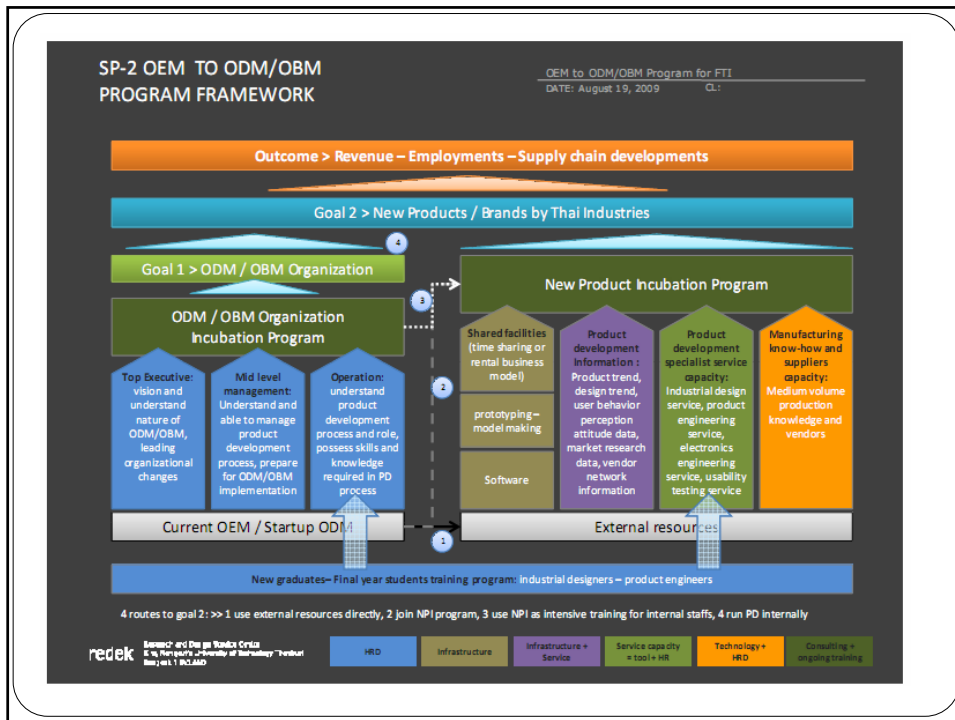 SP-2 OEM TO ODM/OBM
PROGRAM FRAMEWORK
OEM to ODM/OBM Program for FTI
DATE: August 19, 2009 CL:
Outcome > Revenue – Employments – Supply chain developments
Goal 2 > New Products / Brands by Thai Industries
4
Goal 1 > ODM / OBM Organization
3
New Product Incubation Program
ODM / OBM Organization
Incubation Program
Top Executive:
vision and
understand
nature of
ODM/OBM,
leading
organizational
changes
Mid level
management:
Understand and
able to manage
product
development
process, prepare
for ODM/OBM
implementation
Operation:
understand
product
development
process and role,
possess skills and
knowledge
required in PD
process
2
Shared facilities
(time sharing or
rental business
model)
prototyping –
model making
Software
Product
development
Information :
Product trend,
design trend,
user behavior
perception
attitude data,
market research
data, vendor
network
information
Product
development
specialist service
capacity:
Industrial design
service, product
engineering
service,
electronics
engineering
service, usability
testing service
Manufacturing
know-how and
suppliers
capacity:
Medium volume
production
knowledge and
vendors
Current OEM / Startup ODM
1
External resources
New graduates– Final year students training program: industrial designers – product engineers
4 routes to goal 2: >> 1 use external resources directly, 2 join NPI program, 3 use NPI as intensive training for internal staffs, 4 run PD internally
redek
Research and Design Service Center
King Mongkut's University of Technology Thonburi
HRD
Infrastructure
Infrastructure +
Service
Service capacity
= tool + HR
Technology +
HRD
Consulting +
ongoing training